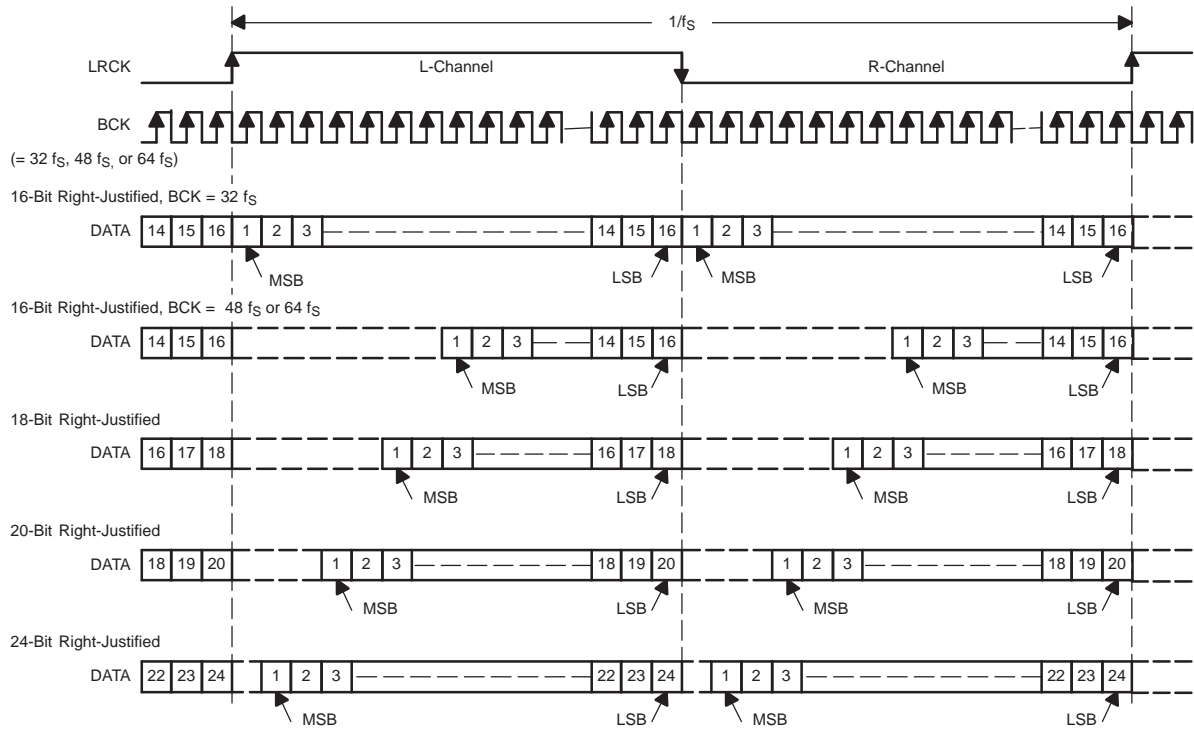 1/fS
LRCK L-Channel R-Channel
BCK
(= 32 fS, 48 fS, or 64 fS)
16-Bit Right-Justified, BCK = 32 fS
DATA 14 15 16 1 2 3 14 15 16 1 2 3 14 15 16
MSB LSB MSB LSB
16-Bit Right-Justified, BCK = 48 fS or 64 fS
DATA 14 15 16 1 2 3 14 15 16 1 2 3 14 15 16
MSB LSB MSB LSB
18-Bit Right-Justified
DATA 16 17 18 1 2 3 16 17 18 1 2 3 16 17 18
MSB LSB MSB LSB
20-Bit Right-Justified
DATA 18 19 20 1 2 3 18 19 20 1 2 3 18 19 20
MSB LSB MSB LSB
24-Bit Right-Justified
DATA 22 23 24 1 2 3 22 23 24 1 2 3 22 23 24
MSB LSB MSB LSB